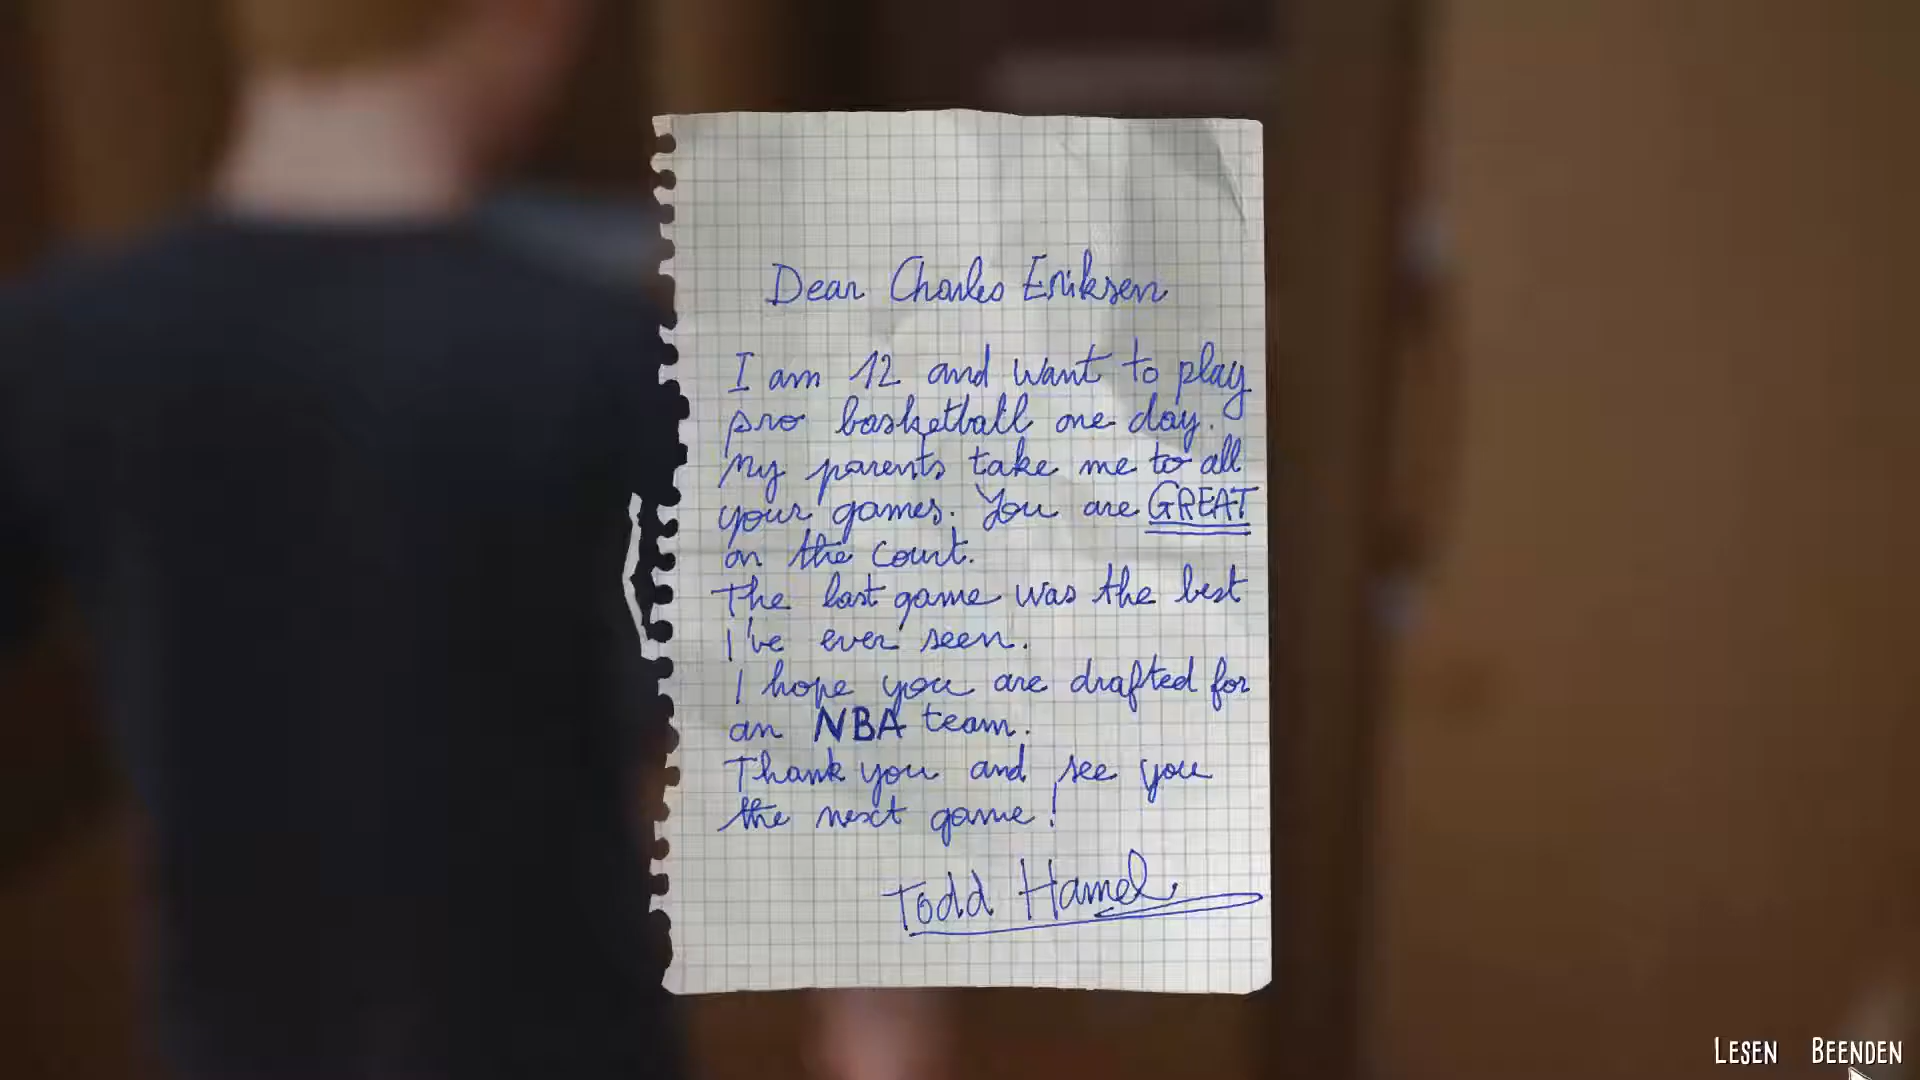 Dear Charles Eriksen
I am 12 and want to play
pro basketball one day.
My parents take me to all
your games. You are GREAT
on the court.
The last game was the best
I've ever seen.
I hope you are drafted for
an NBA team.
Thank you and see you
the next game!
Todd Hamel
LESEN BEENDEN